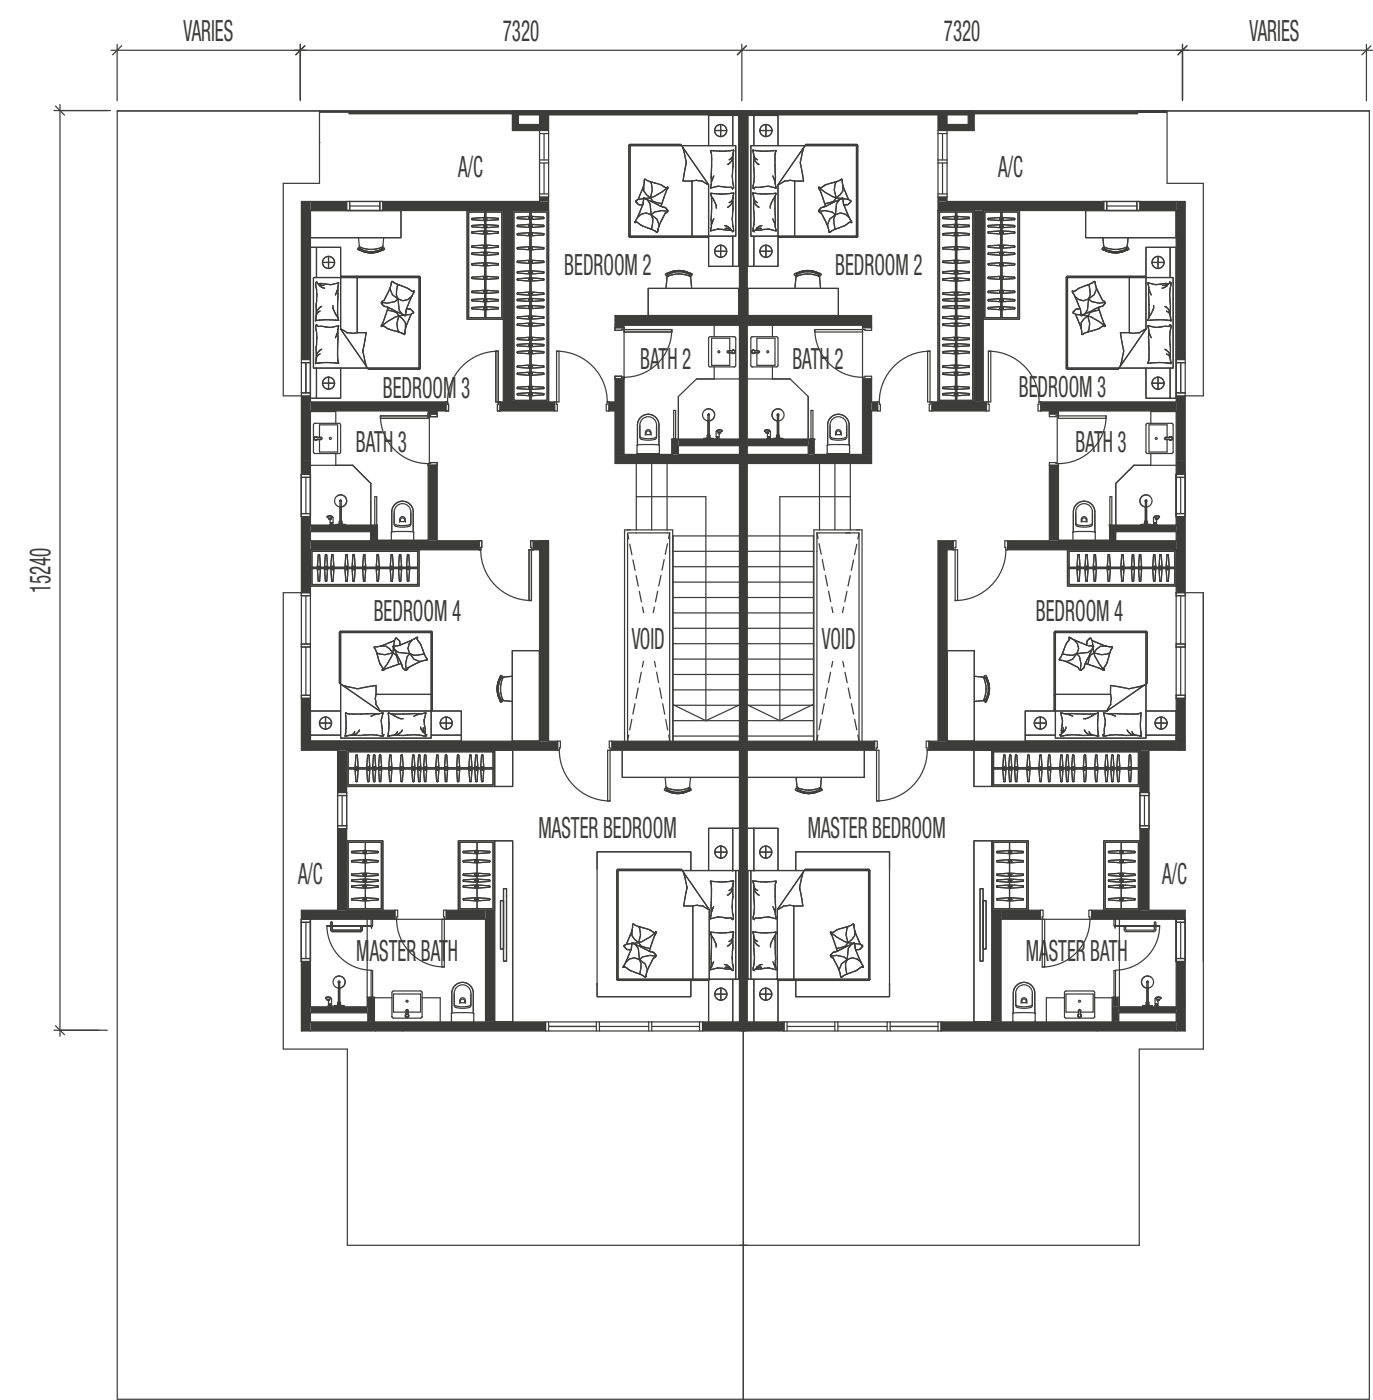 VARIES 7320 7320 VARIES
A/C A/C
BEDROOM 2 BEDROOM 2
BATH 2 BATH 2
BEDROOM 3 BEDROOM 3
BATH 3 BATH 3
15240
BEDROOM 4 BEDROOM 4
VOID VOID
MASTER BEDROOM MASTER BEDROOM
A/C A/C
MASTER BATH MASTER BATH